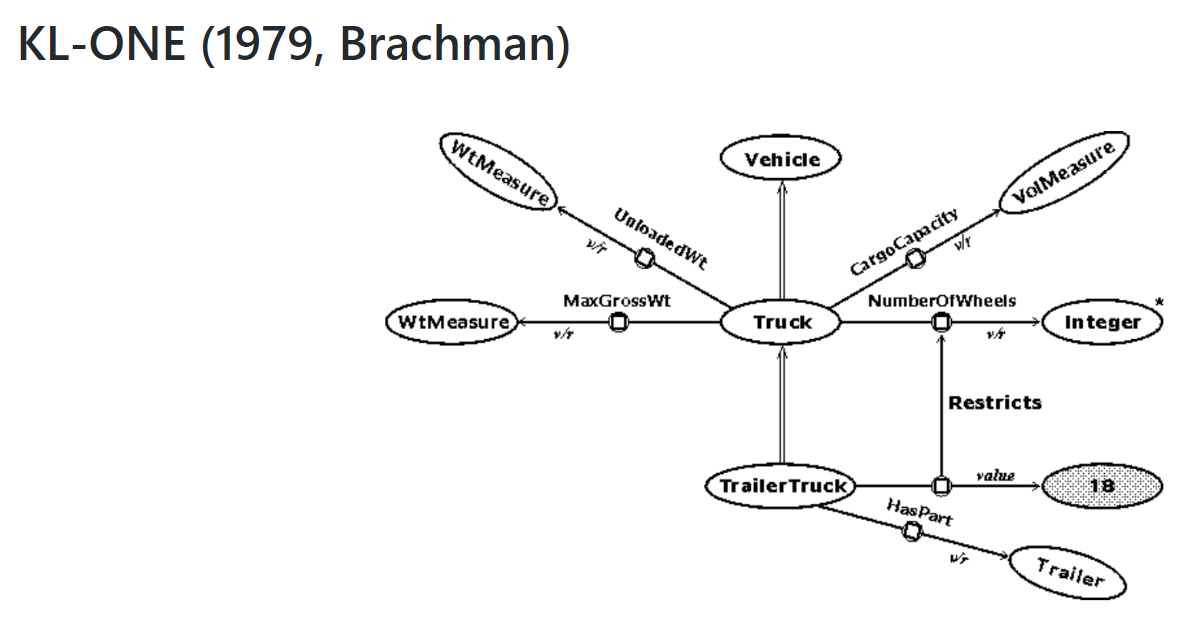 KL-ONE (1979, Brachman)
WtMeasure
Vehicle
VolMeasure
UnloadedWt
v/r
CargoCapacity
v/r
MaxGrossWt
NumberOfWheels
*
WtMeasure
v/r
Truck
v/r
Integer
Restricts
TrailerTruck
value
18
HasPart
v/r
Trailer